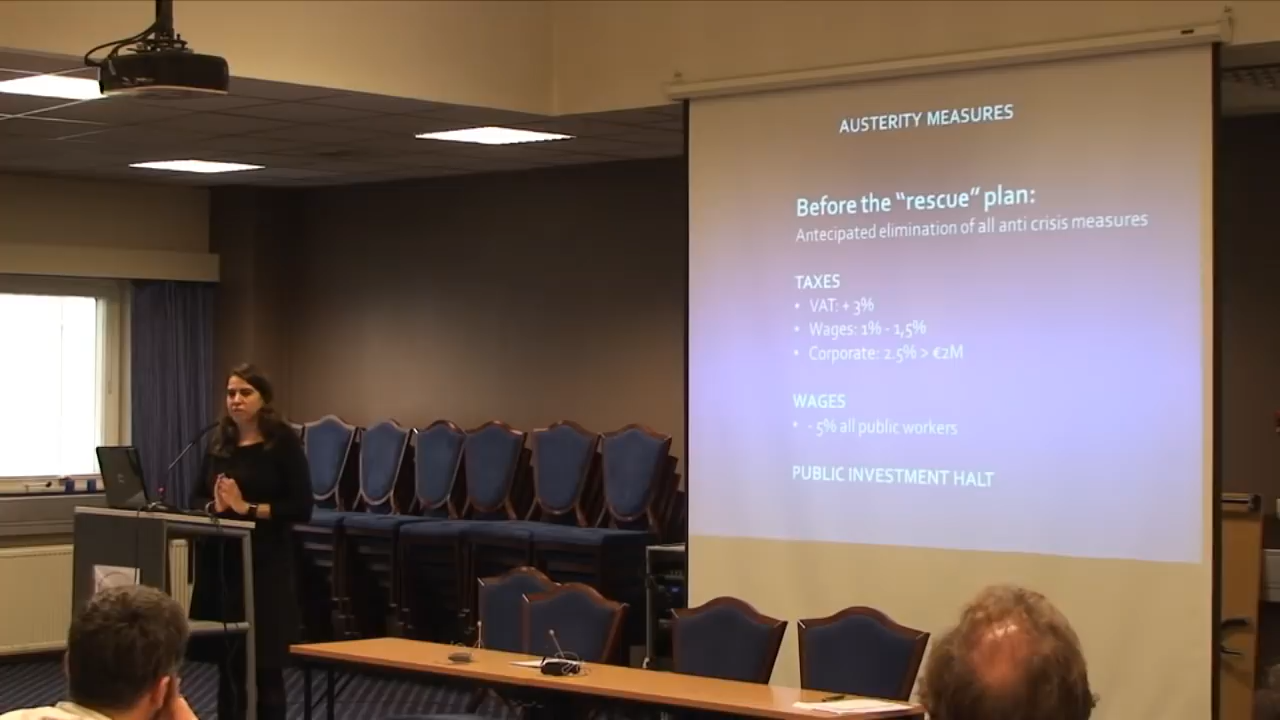 AUSTERITY MEASURES
Before the “rescue” plan:
Antecipated elimination of all anti crisis measures
TAXES
• VAT: + 3%
• Wages: 1% - 1,5%
• Corporate: 2.5% > €2M
WAGES
• - 5% all public workers
PUBLIC INVESTMENT HALT